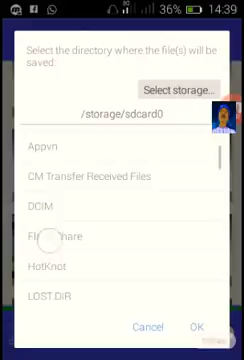 36% 14:39
Select the directory where the file(s) will be
saved:
Select storage...
/storage/sdcard0
Appvn
CM Transfer Received Files
DCIM
HotKnot
LOST.DIR
Cancel OK